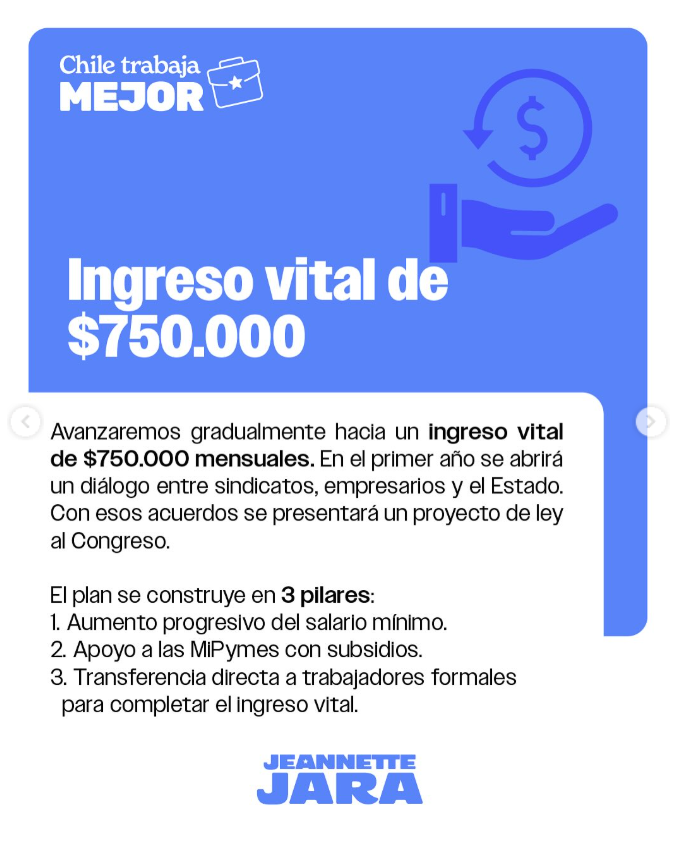 Chile trabaja
MEJOR
Ingreso vital de
$750.000
Avanzaremos gradualmente hacia un ingreso vital
de $750.000 mensuales. En el primer año se abrirá
un diálogo entre sindicatos, empresarios y el Estado.
Con esos acuerdos se presentará un proyecto de ley
al Congreso.
El plan se construye en 3 pilares:
1. Aumento progresivo del salario mínimo.
2. Apoyo a las MiPymes con subsidios.
3. Transferencia directa a trabajadores formales
para completar el ingreso vital.
JEANNETTE
JARA